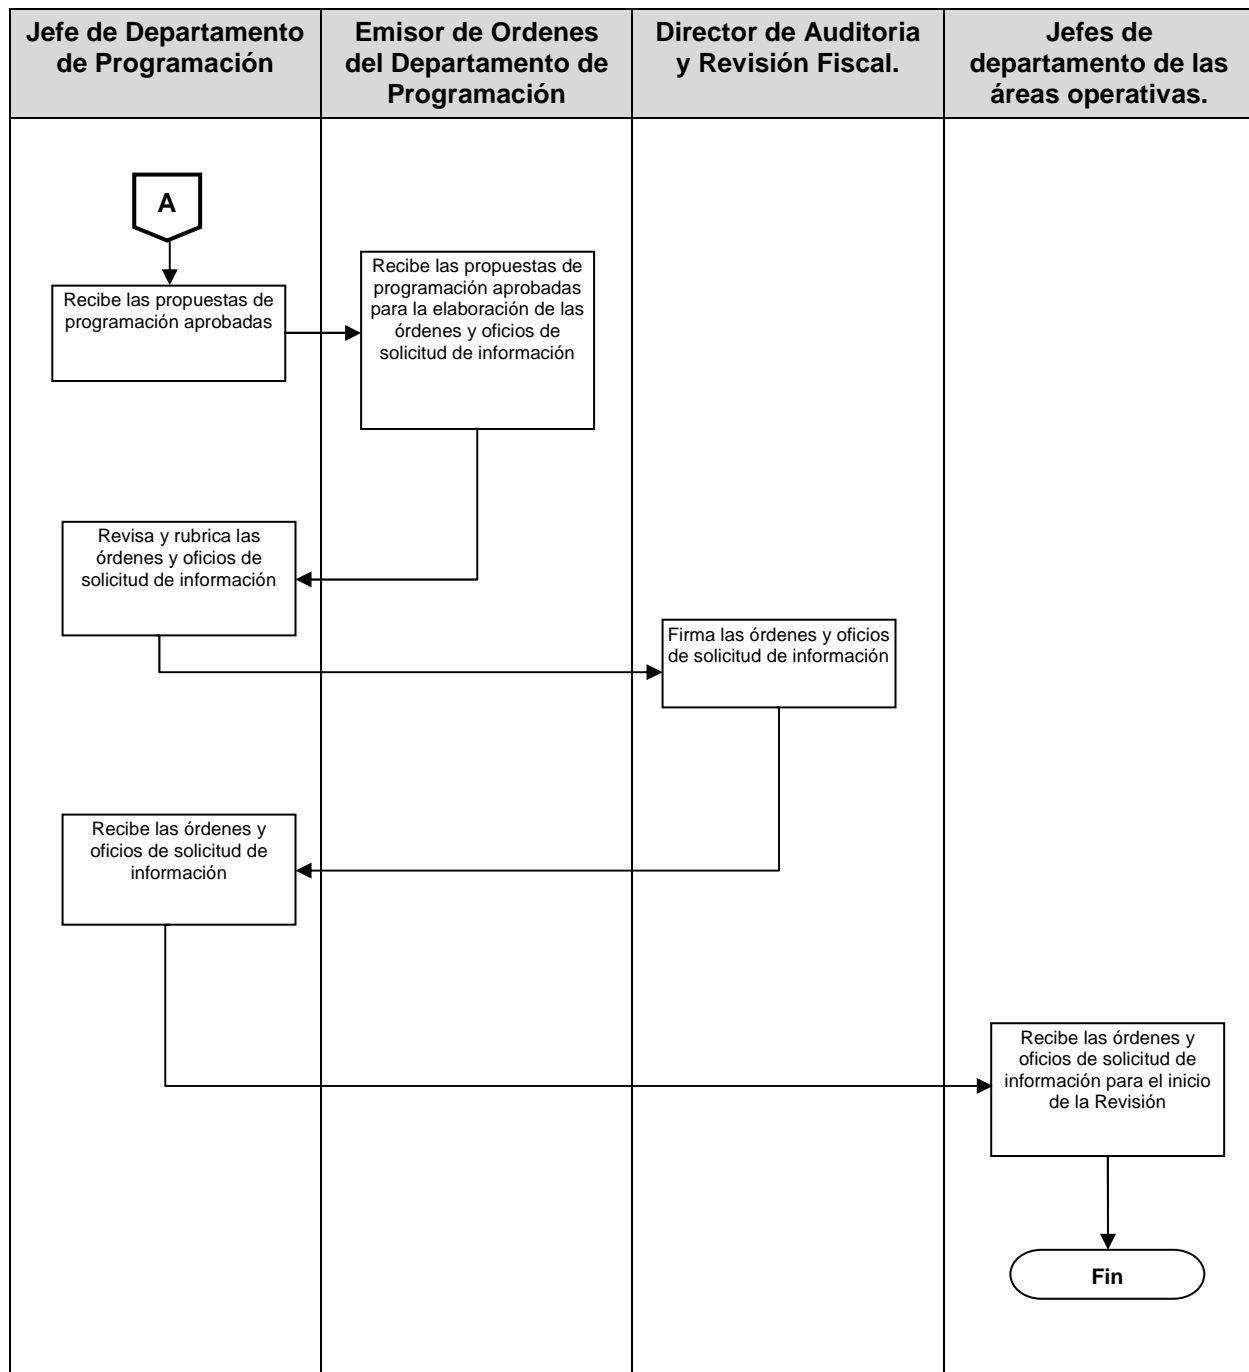 Jefe de Departamento
de Programación
Emisor de Ordenes
del Departamento de
Programación
Director de Auditoria
y Revisión Fiscal.
Jefes de
departamento de las
áreas operativas.
A
Recibe las propuestas de
programación aprobadas
Recibe las propuestas de
programación aprobadas
para la elaboración de las
órdenes y oficios de
solicitud de información
Revisa y rubrica las
órdenes y oficios de
solicitud de información
Firma las órdenes y oficios
de solicitud de información
Recibe las órdenes y
oficios de solicitud de
información
Recibe las órdenes y
oficios de solicitud de
información para el inicio
de la Revisión
Fin